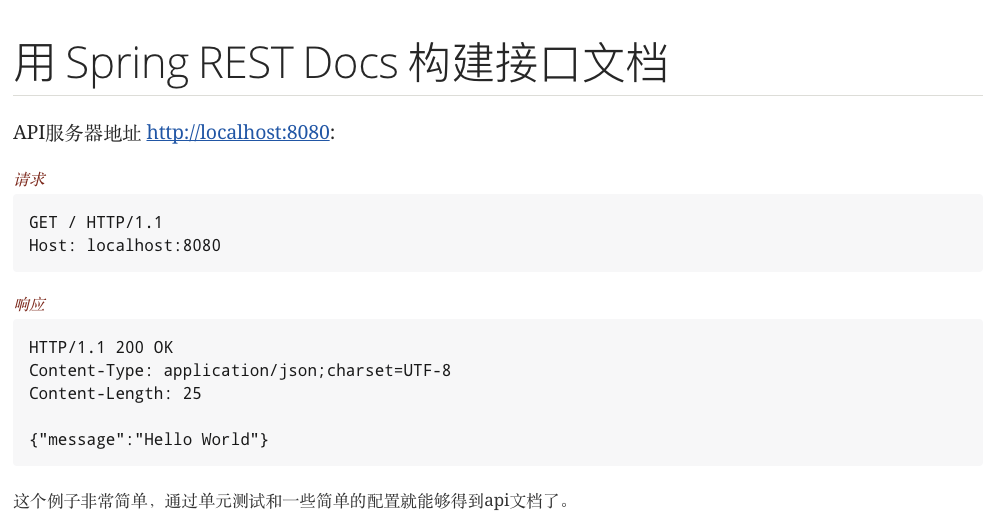 用 Spring REST Docs 构建接口文档
API服务器地址 http://localhost:8080:
请求
GET / HTTP/1.1
Host: localhost:8080
响应
HTTP/1.1 200 OK
Content-Type: application/json;charset=UTF-8
Content-Length: 25
{"message":"Hello World"}
这个例子非常简单，通过单元测试和一些简单的配置就能够得到api文档了。